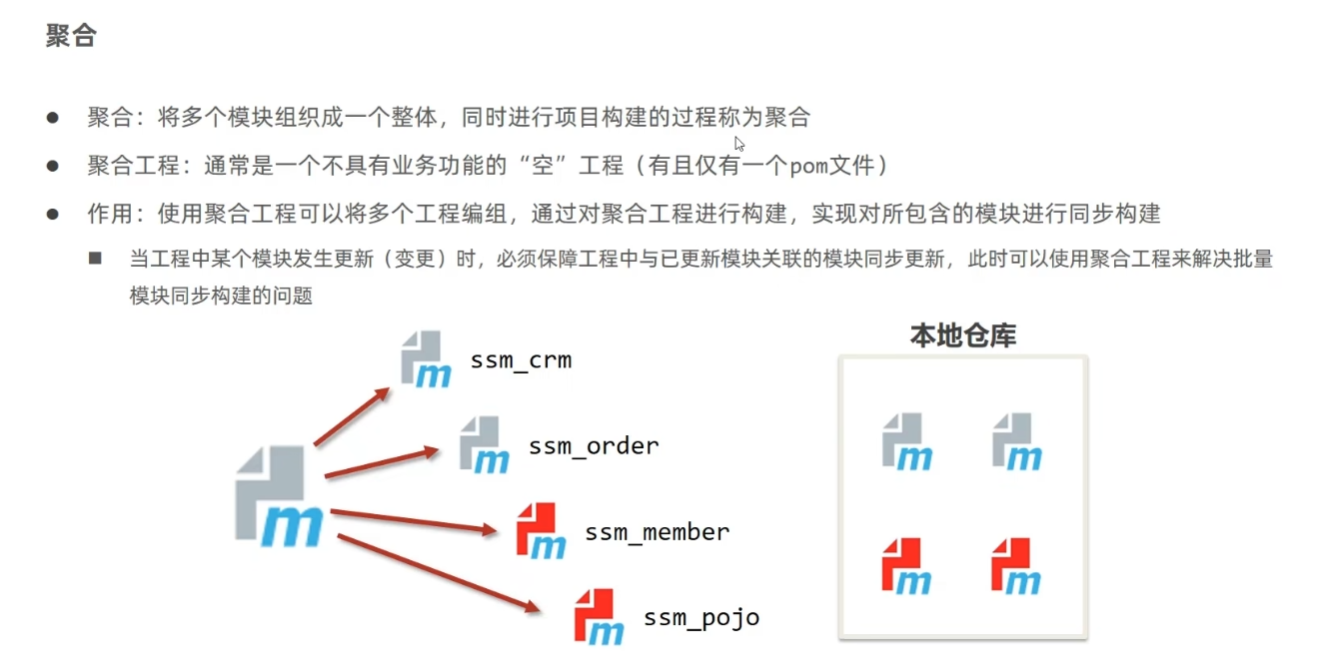 聚合
聚合：将多个模块组织成一个整体，同时进行项目构建的过程称为聚合
聚合工程：通常是一个不具有业务功能的“空”工程（有且仅有一个pom文件）
作用：使用聚合工程可以将多个工程编组，通过对聚合工程进行构建，实现对所包含的模块进行同步构建
当工程中某个模块发生更新（变更）时，必须保障工程中与已更新模块关联的模块同步更新，此时可以使用聚合工程来解决批量
模块同步构建的问题
本地仓库
m ssm_crm
m ssm_order
m
m ssm_member
m ssm_pojo
m m
m m